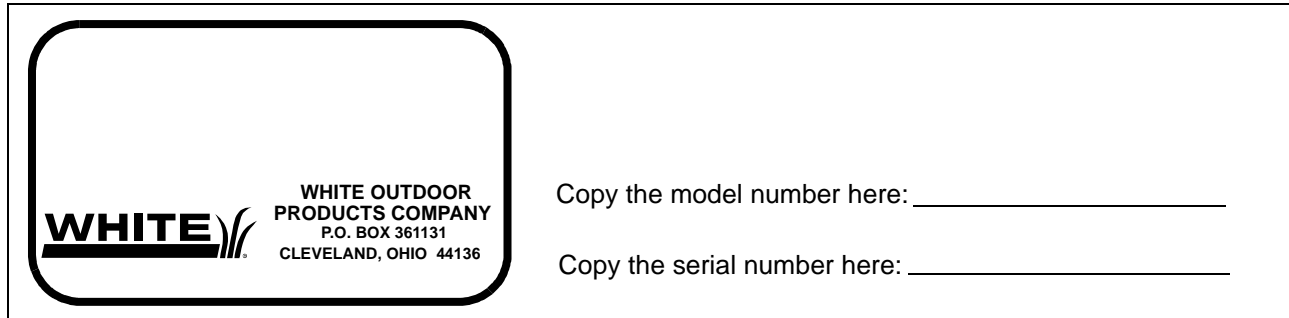 WHITE
WHITE OUTDOOR
PRODUCTS COMPANY
P.O. BOX 361131
CLEVELAND, OHIO 44136
Copy the model number here:
Copy the serial number here: